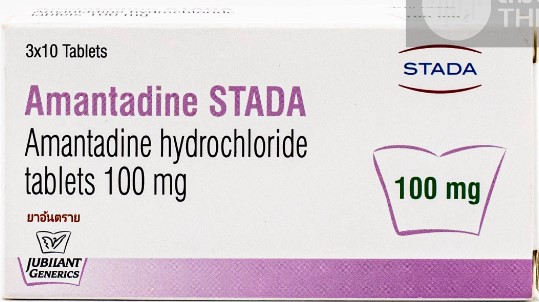 3x10 Tablets
STADA
Amantadine STADA
Amantadine hydrochloride
tablets 100 mg
100 mg
ยาอันตราย
JUBILANT
GENERICS